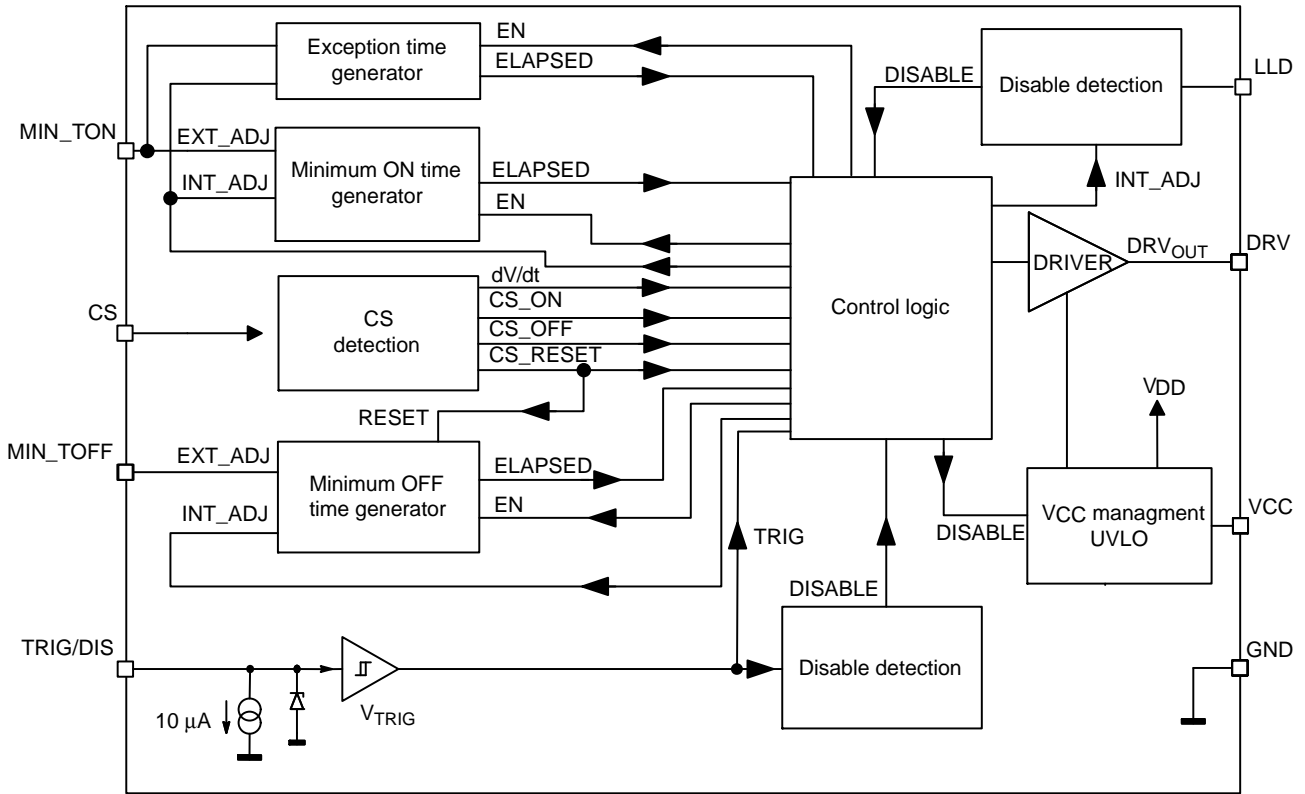 EN
Exception time
generator
ELAPSED
DISABLE
Disable detection
LLD
MIN_TON
EXT_ADJ
Minimum ON time
generator
ELAPSED
INT_ADJ
EN
INT_ADJ
dV/dt
CS_ON
CS_OFF
CS_RESET
CS
CS
detection
Control logic
DRIVER
DRVOUT
DRV
RESET
VDD
MIN_TOFF
EXT_ADJ
Minimum OFF
time generator
ELAPSED
INT_ADJ
EN
TRIG
DISABLE
VCC managment
UVLO
VCC
DISABLE
TRIG/DIS
Disable detection
GND
10 μA
VTRIG